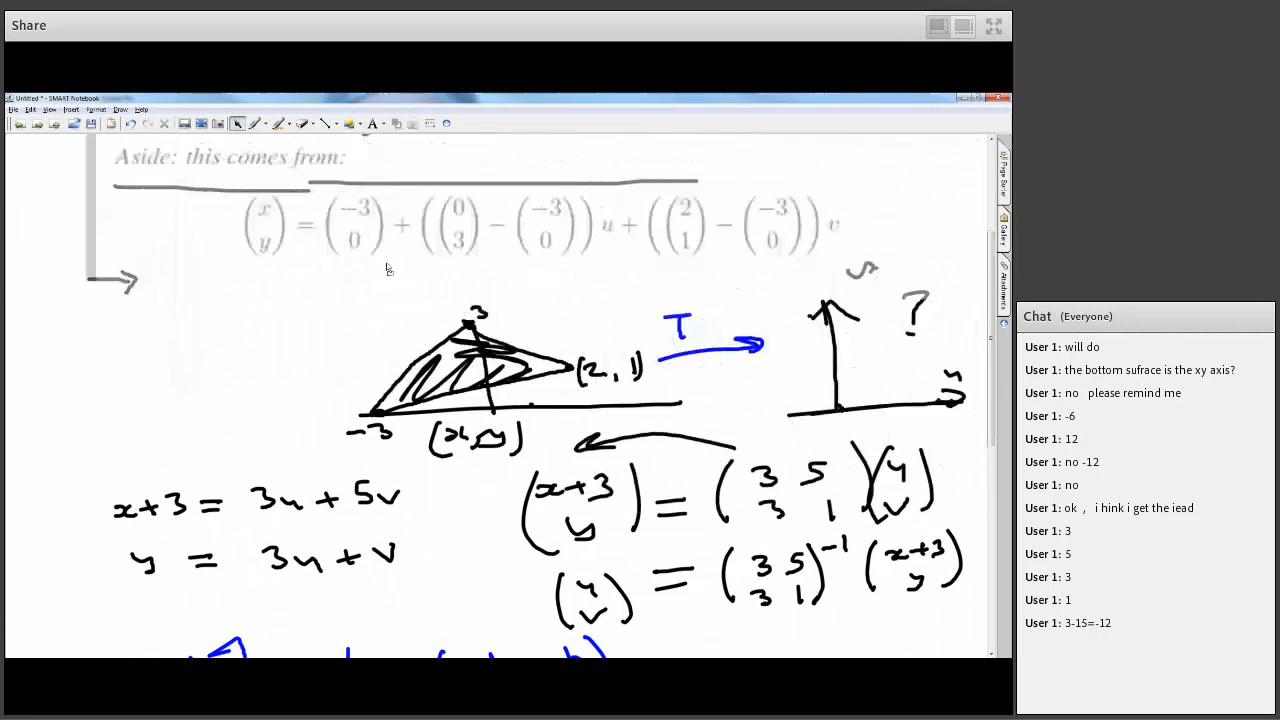 Share
Untitled * - SMART Notebook
File Edit View Insert Format Draw Help
Aside: this comes from:
(x y) = (−3 0) + ((0 3) − (−3 0)) u + ((2 1) − (−3 0)) v
v
?
3
T
(2, 1)
u
-3
(x, y)
x+3 = 3u + 5v
y = 3u + v
(x+3 y) = (3 5 3 1)(u v)
(u v) = (3 5 3 1)⁻¹ (x+3 y)
Page Sorter
Gallery
Attachments
Chat (Everyone)
User 1: will do
User 1: the bottom sufrace is the xy axis?
User 1: no please remind me
User 1: -6
User 1: 12
User 1: no -12
User 1: no
User 1: ok , i hink i get the iead
User 1: 3
User 1: 5
User 1: 3
User 1: 1
User 1: 3-15=-12